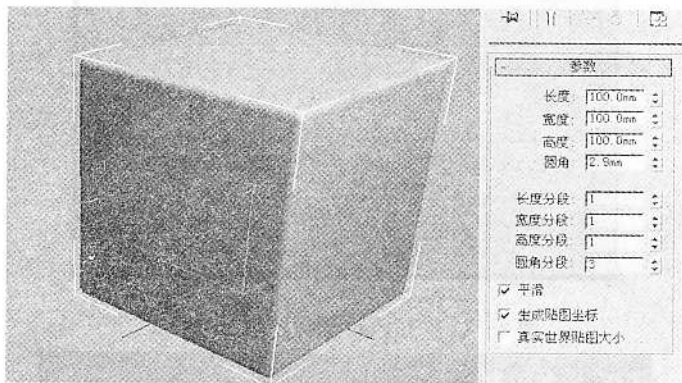 参数
长度: 100.0mm
宽度: 100.0mm
高度: 100.0mm
圆角: 2.9mm
长度分段: 1
宽度分段: 1
高度分段: 1
圆角分段: 3
平滑
生成贴图坐标
真实世界贴图大小